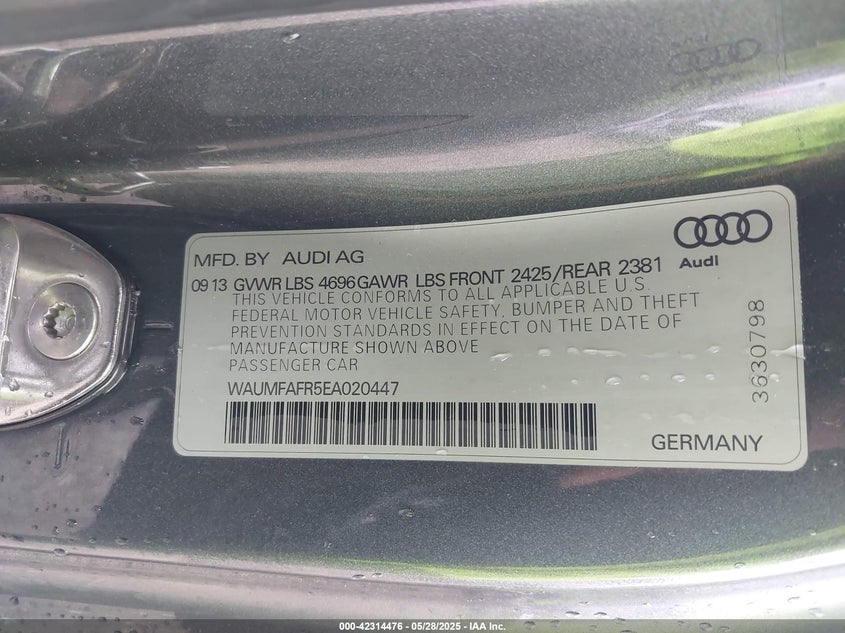 MFD. BY AUDI AG
Audi
09 13 GVWR LBS 4696 GAWR LBS FRONT 2425/REAR 2381
THIS VEHICLE CONFORMS TO ALL APPLICABLE U.S.
FEDERAL MOTOR VEHICLE SAFETY, BUMPER AND THEFT
PREVENTION STANDARDS IN EFFECT ON THE DATE OF
MANUFACTURE SHOWN ABOVE
PASSENGER CAR
WAUMFAFR5EA020447
3630798
GERMANY
000-42314476 — 05/28/2025 — IAA Inc.